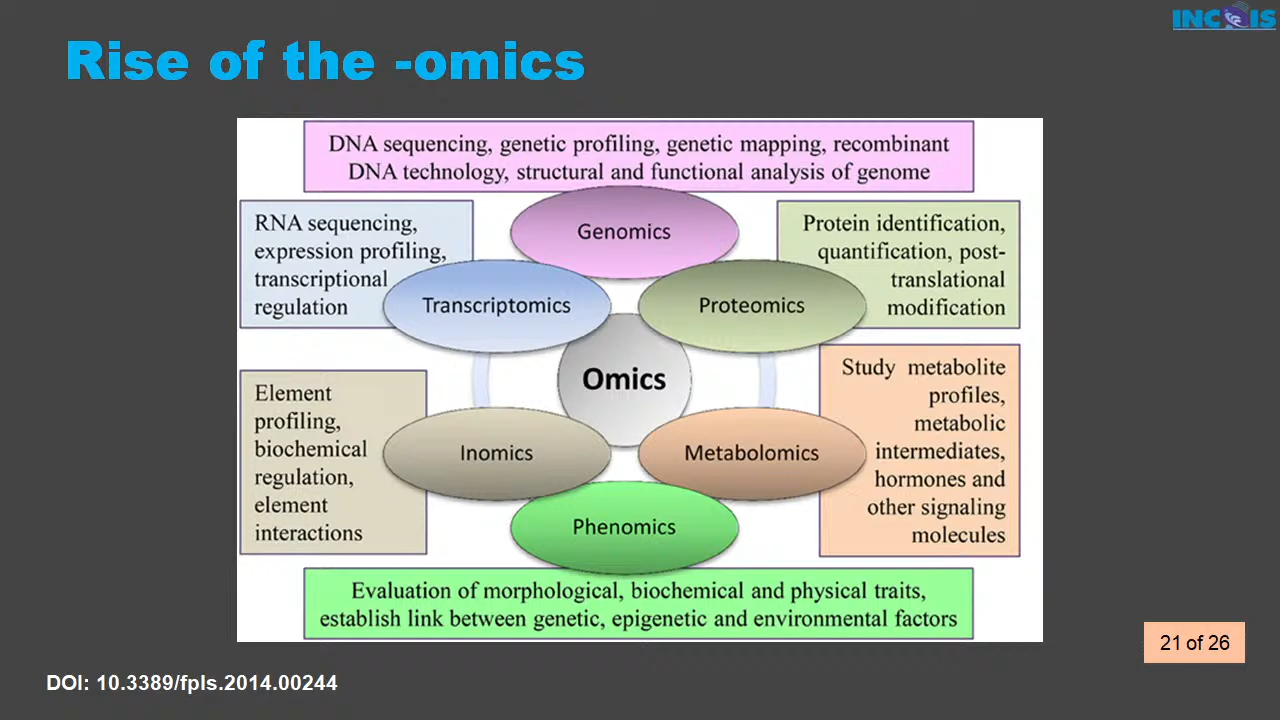 INCOIS
Rise of the -omics
DNA sequencing, genetic profiling, genetic mapping, recombinant
DNA technology, structural and functional analysis of genome
Genomics
RNA sequencing,
expression profiling,
transcriptional
regulation
Transcriptomics
Protein identification,
quantification, post-
translational
modification
Proteomics
Omics
Element
profiling,
biochemical
regulation,
element
interactions
Inomics
Study metabolite
profiles,
metabolic
intermediates,
hormones and
other signaling
molecules
Metabolomics
Phenomics
Evaluation of morphological, biochemical and physical traits,
establish link between genetic, epigenetic and environmental factors
21 of 26
DOI: 10.3389/fpls.2014.00244